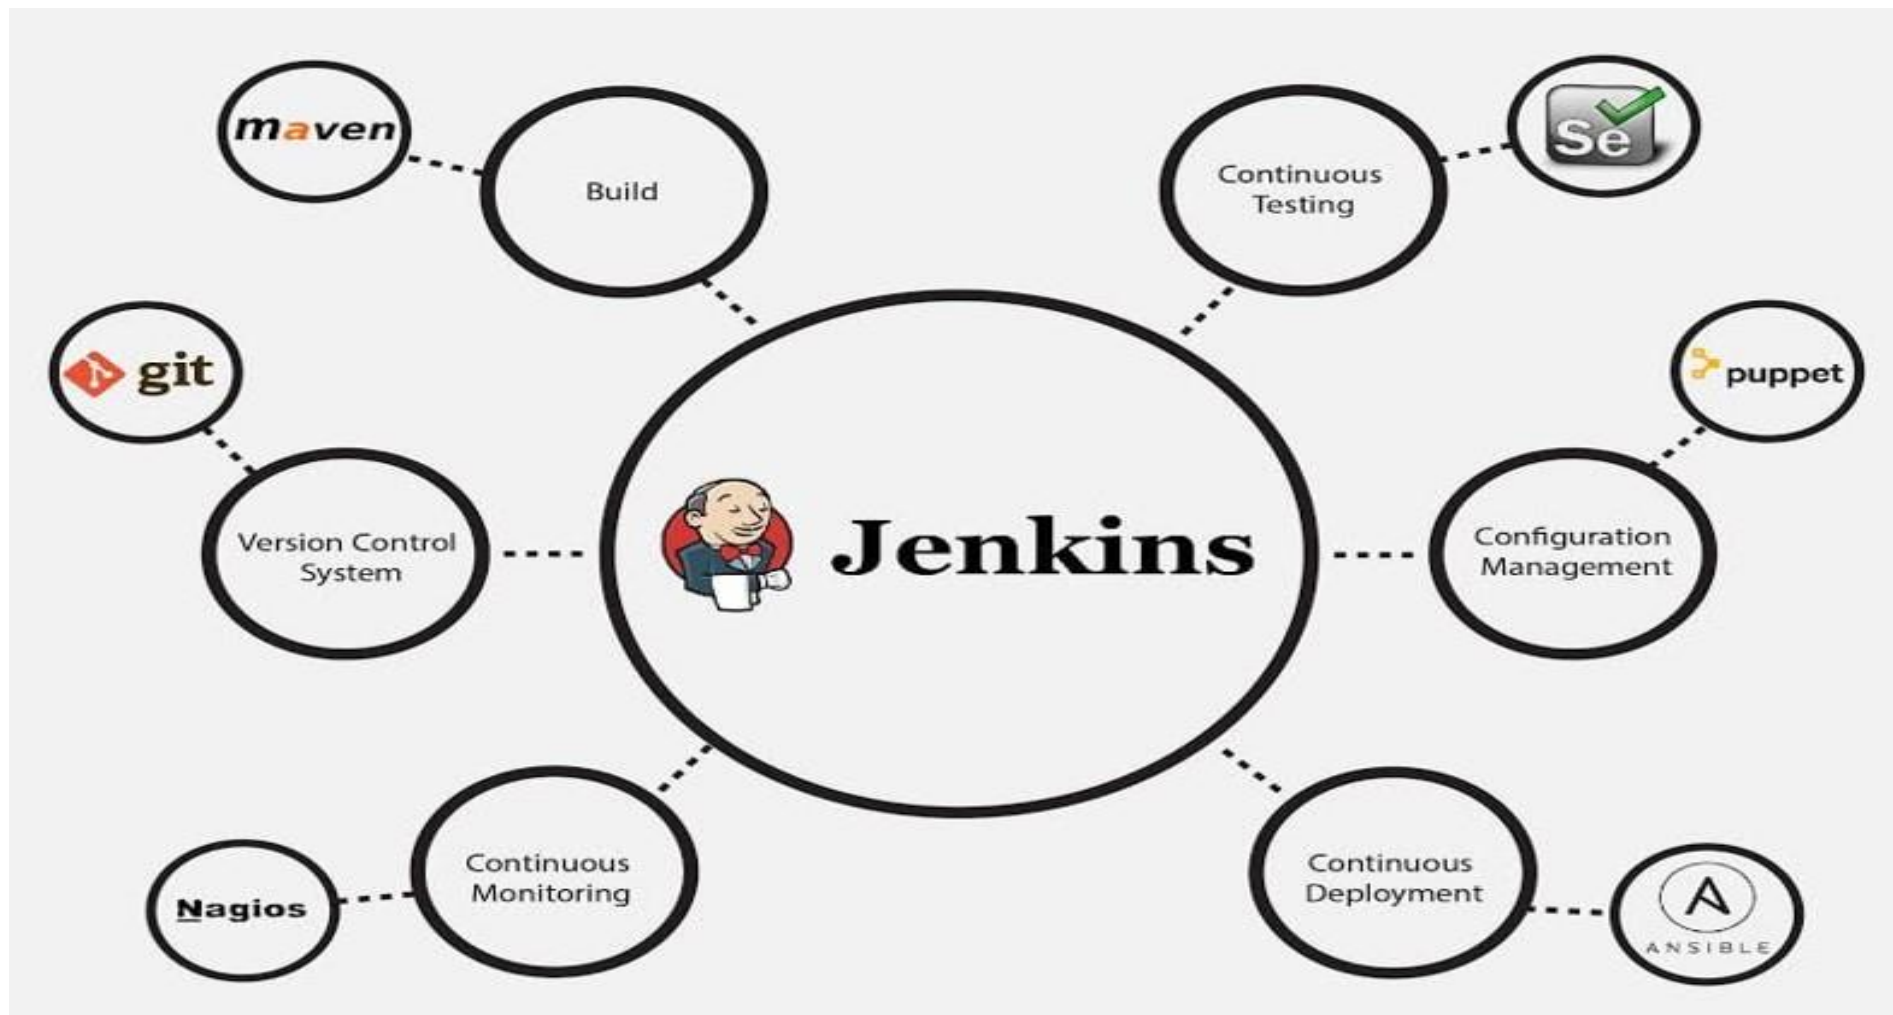 maven
Build
Continuous
Testing
Se
git
puppet
Version Control
System
Jenkins
Configuration
Management
Continuous
Monitoring
Nagios
Continuous
Deployment
A
ANSIBLE